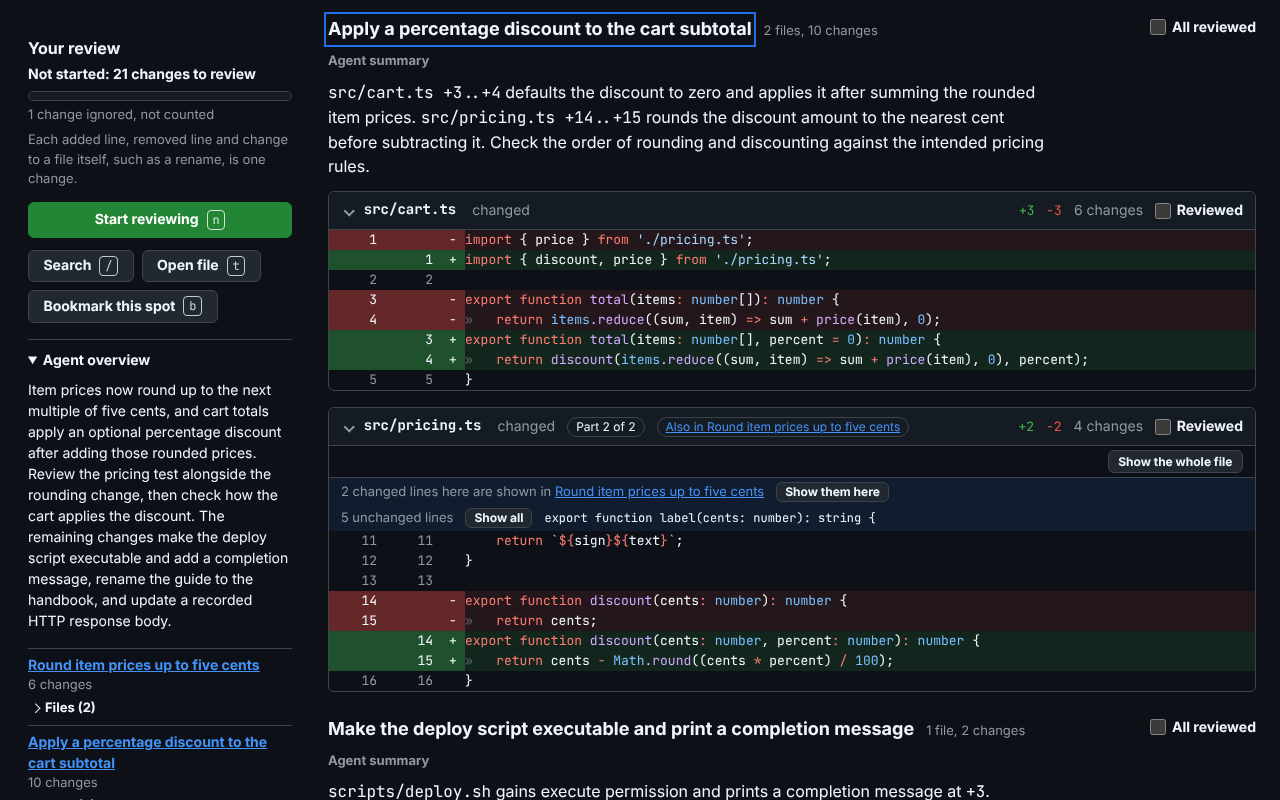 Your review
Not started: 21 changes to review
1 change ignored, not counted
Each added line, removed line and change
to a file itself, such as a rename, is one
change.
Start reviewing n
Search /
Open file t
Bookmark this spot b
▼ Agent overview
Item prices now round up to the next
multiple of five cents, and cart totals
apply an optional percentage discount
after adding those rounded prices.
Review the pricing test alongside the
rounding change, then check how the
cart applies the discount. The
remaining changes make the deploy
script executable and add a completion
message, rename the guide to the
handbook, and update a recorded
HTTP response body.
Round item prices up to five cents
6 changes
Files (2)
Apply a percentage discount to the
cart subtotal
10 changes
Apply a percentage discount to the cart subtotal 2 files, 10 changes
All reviewed
Agent summary
src/cart.ts +3..+4 defaults the discount to zero and applies it after summing the rounded
item prices. src/pricing.ts +14..+15 rounds the discount amount to the nearest cent
before subtracting it. Check the order of rounding and discounting against the intended pricing
rules.
src/cart.ts changed +3 -3 6 changes Reviewed
1 - import { price } from './pricing.ts';
1 + import { discount, price } from './pricing.ts';
2 2
3 - export function total(items: number[]): number {
4 - » return items.reduce((sum, item) => sum + price(item), 0);
3 + export function total(items: number[], percent = 0): number {
4 + » return discount(items.reduce((sum, item) => sum + price(item), 0), percent);
5 5 }
src/pricing.ts changed Part 2 of 2 Also in Round item prices up to five cents +2 -2 4 changes Reviewed
Show the whole file
2 changed lines here are shown in Round item prices up to five cents Show them here
5 unchanged lines Show all export function label(cents: number): string {
11 11 return `${sign}${text}`;
12 12 }
13 13
14 - export function discount(cents: number): number {
15 - » return cents;
14 + export function discount(cents: number, percent: number): number {
15 + » return cents - Math.round((cents * percent) / 100);
16 16 }
Make the deploy script executable and print a completion message 1 file, 2 changes
All reviewed
Agent summary
scripts/deploy.sh gains execute permission and prints a completion message at +3.